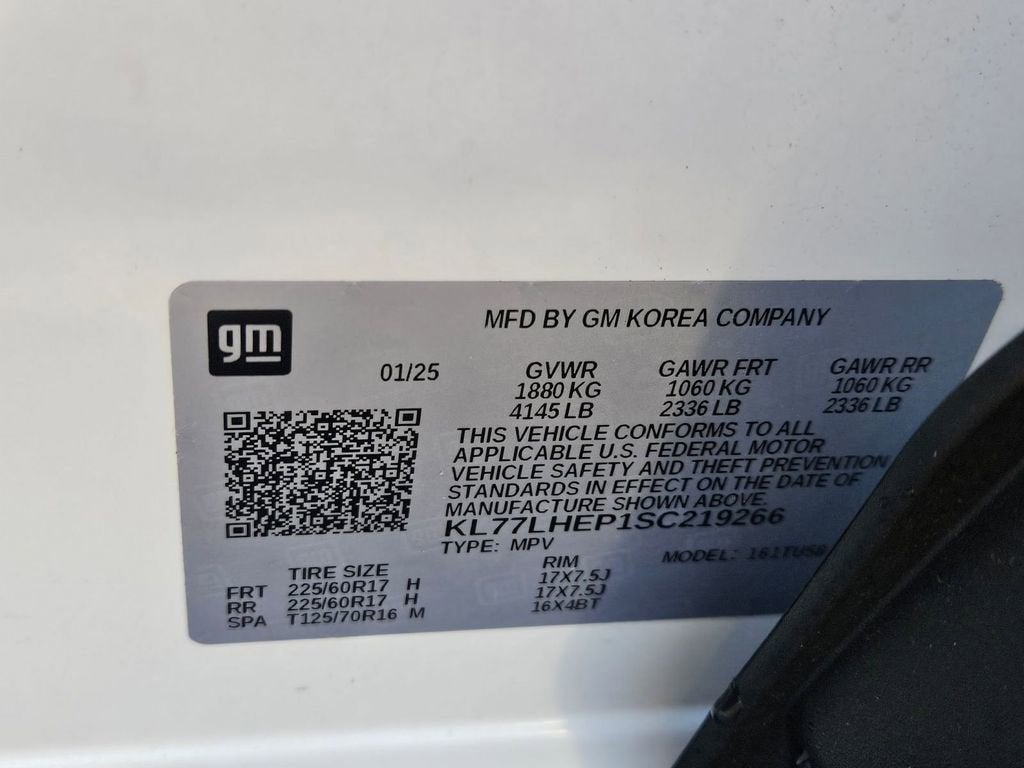 gm
MFD BY GM KOREA COMPANY
01/25
GVWR GAWR FRT GAWR RR
1880 KG 1060 KG 1060 KG
4145 LB 2336 LB 2336 LB
THIS VEHICLE CONFORMS TO ALL
APPLICABLE U.S. FEDERAL MOTOR
VEHICLE SAFETY AND THEFT PREVENTION
STANDARDS IN EFFECT ON THE DATE OF
MANUFACTURE SHOWN ABOVE.
KL77LHEP1SC219266
TYPE: MPV MODEL: 1TU58
TIRE SIZE RIM
FRT 225/60R17 H 17X7.5J
RR 225/60R17 H 17X7.5J
SPA T125/70R16 M 16X4BT